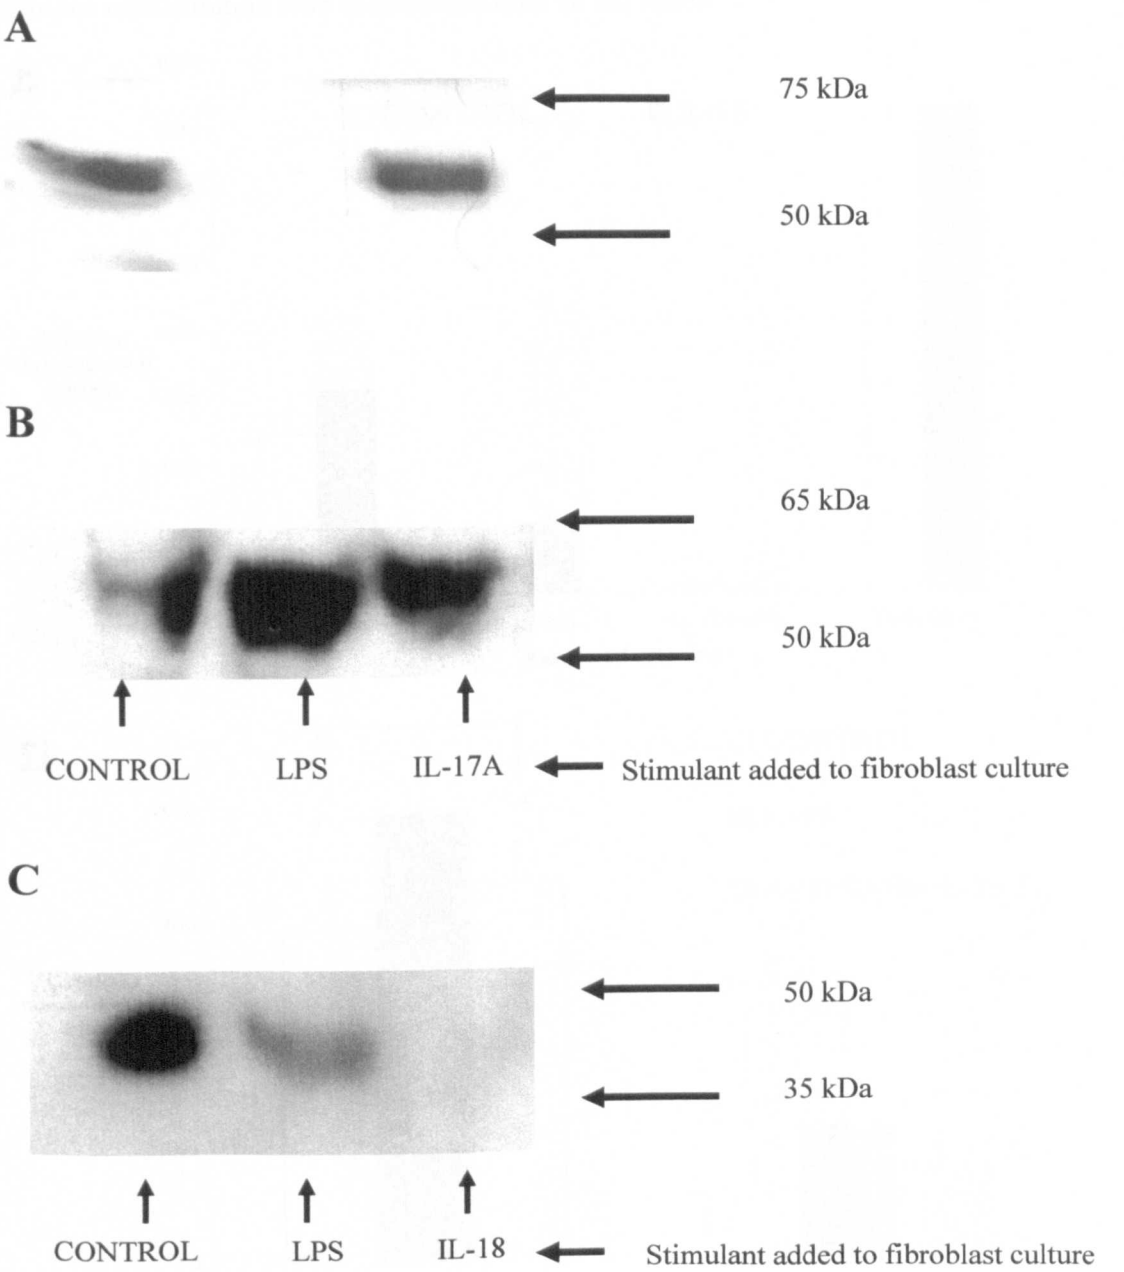 A
75 kDa
50 kDa
B
65 kDa
50 kDa
CONTROL LPS IL-17A Stimulant added to fibroblast culture
C
50 kDa
35 kDa
CONTROL LPS IL-18 Stimulant added to fibroblast culture